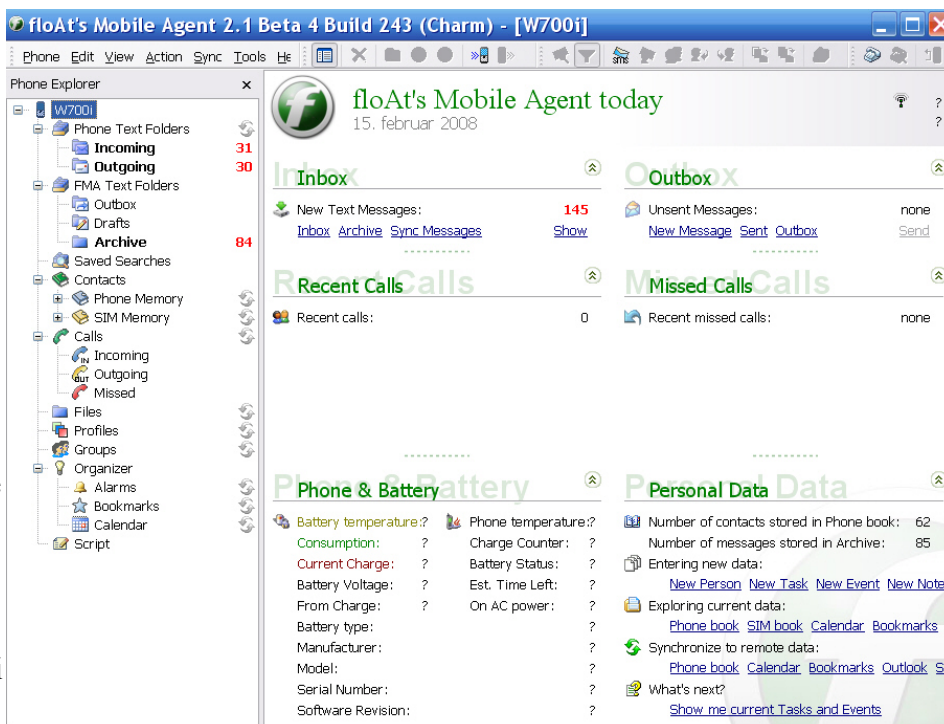 floAt's Mobile Agent 2.1 Beta 4 Build 243 (Charm) - [W700i]
Phone Edit View Action Sync Tools He
Phone Explorer
W700i
Phone Text Folders
Incoming 31
Outgoing 30
FMA Text Folders
Outbox
Drafts
Archive 84
Saved Searches
Contacts
Phone Memory
SIM Memory
Calls
Incoming
Outgoing
Missed
Files
Profiles
Groups
Organizer
Alarms
Bookmarks
Calendar
Script
floAt's Mobile Agent today
15. februar 2008
?
?
Inbox
New Text Messages: 145
Inbox Archive Sync Messages Show
Outbox
Unsent Messages: none
New Message Sent Outbox Send
Recent Calls
Recent calls: 0
Missed Calls
Recent missed calls: none
Phone & Battery
Battery temperature:? Phone temperature:?
Consumption: ? Charge Counter: ?
Current Charge: ? Battery Status: ?
Battery Voltage: ? Est. Time Left: ?
From Charge: ? On AC power: ?
Battery type: ?
Manufacturer: ?
Model: ?
Serial Number: ?
Software Revision: ?
Personal Data
Number of contacts stored in Phone book: 62
Number of messages stored in Archive: 85
Entering new data:
New Person New Task New Event New Note
Exploring current data:
Phone book SIM book Calendar Bookmarks
Synchronize to remote data:
Phone book Calendar Bookmarks Outlook S
What's next?
Show me current Tasks and Events